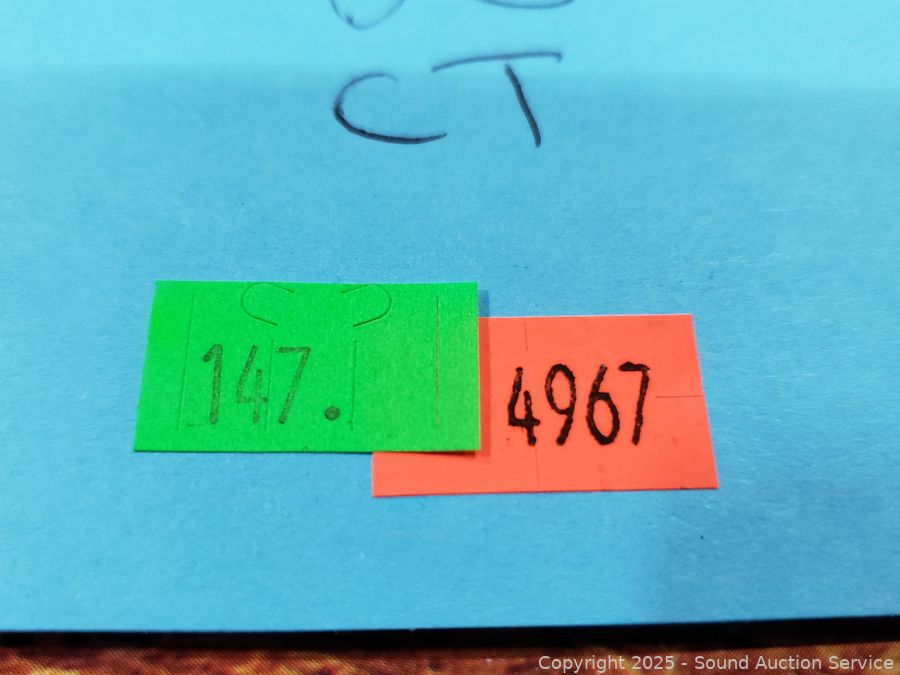 CT
147.
4967
Copyright 2025 - Sound Auction Service